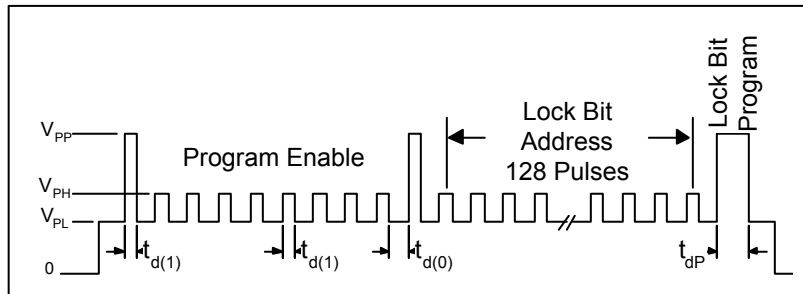 V_PP
V_PH
V_PL
0
Program Enable
Lock Bit
Address
128 Pulses
Lock Bit
Program
t_d(1)
t_d(1)
t_d(0)
t_dP